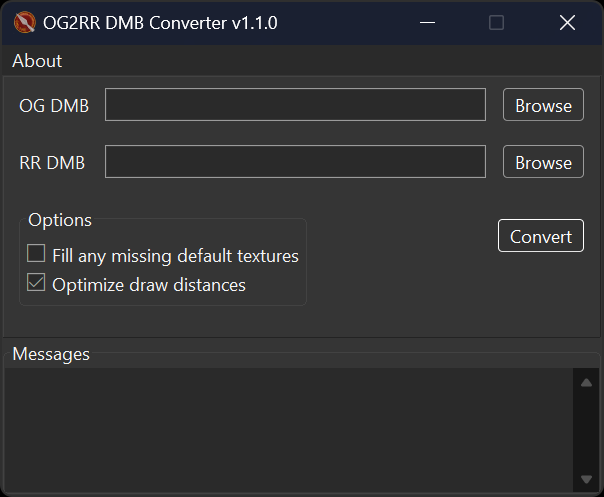 OG2RR DMB Converter v1.1.0
About
OG DMB Browse
RR DMB Browse
Options
Convert
Fill any missing default textures
Optimize draw distances
Messages